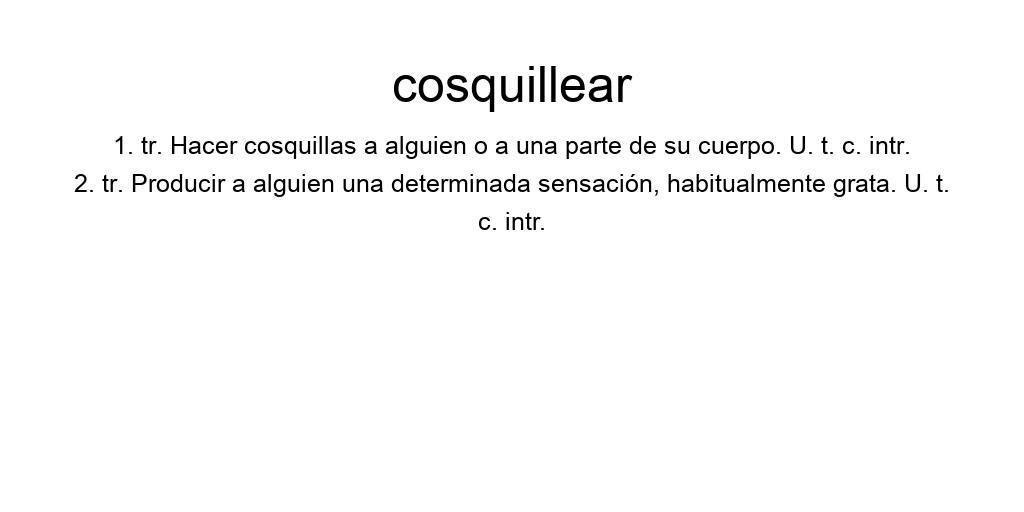 cosquillear
1. tr. Hacer cosquillas a alguien o a una parte de su cuerpo. U. t. c. intr.
2. tr. Producir a alguien una determinada sensación, habitualmente grata. U. t.
c. intr.